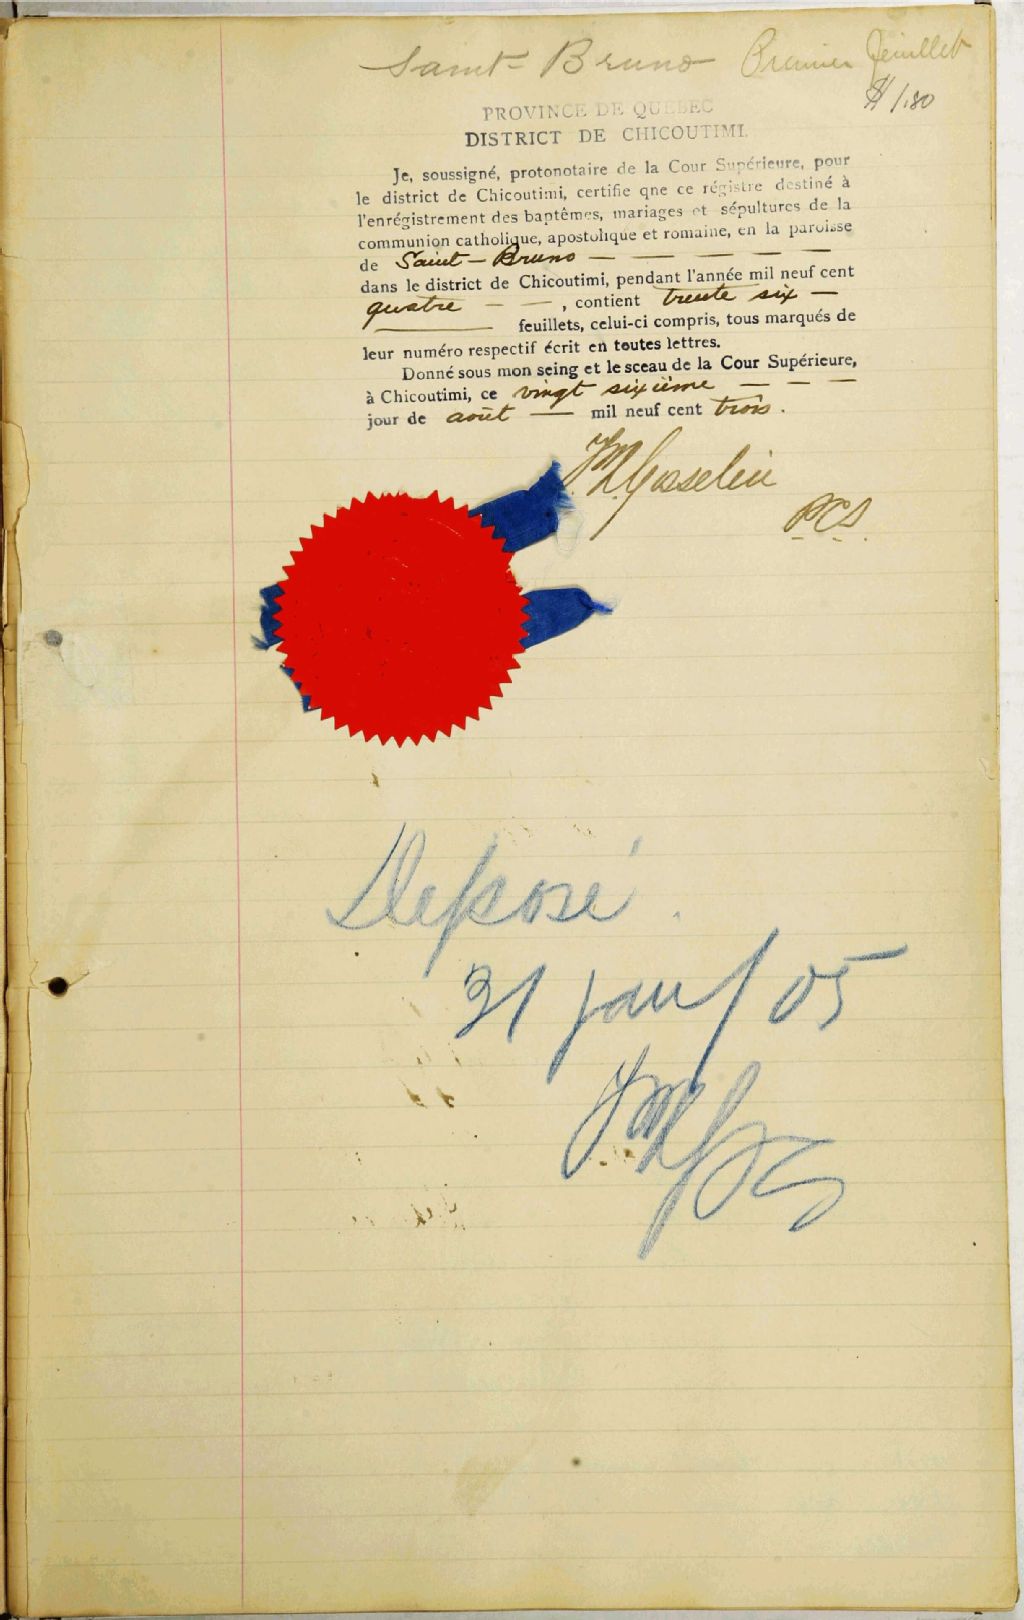 Saint-Bruno Premier feuillet
$1.80
PROVINCE DE QUEBEC
DISTRICT DE CHICOUTIMI.
Je, soussigné, protonotaire de la Cour Supérieure, pour
le district de Chicoutimi, certifie qne ce régistre destiné à
l'enrégistrement des baptêmes, mariages et sépultures de la
communion catholique, apostolique et romaine, en la paroisse
de Saint-Bruno — — — — —
dans le district de Chicoutimi, pendant l'année mil neuf cent
quatre — — , contient trente six —
— feuillets, celui-ci compris, tous marqués de
leur numéro respectif écrit en toutes lettres.
Donné sous mon seing et le sceau de la Cour Supérieure,
à Chicoutimi, ce vingt sixième — — —
jour de août — mil neuf cent trois.
Gosselin
P.C.S.
Déposé.
31 janv 05